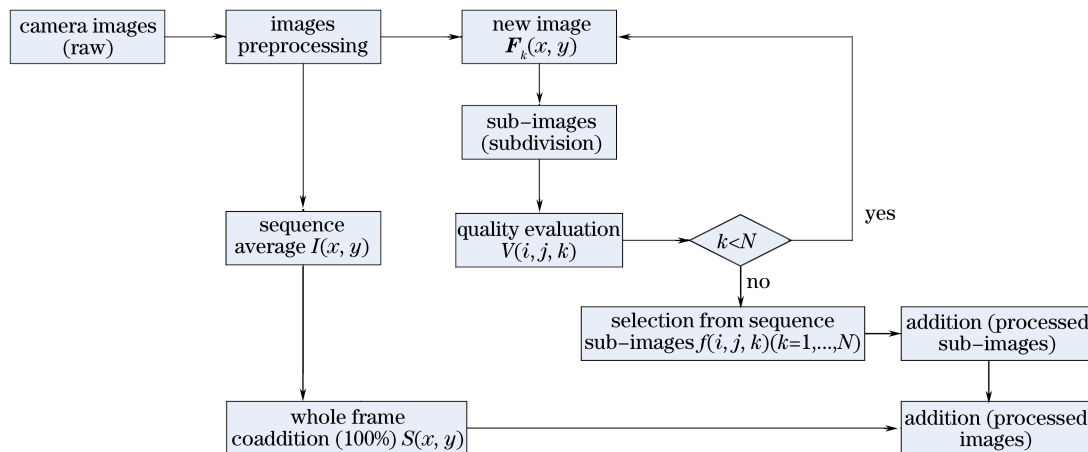 camera images
(raw)
images
preprocessing
new image
F_k(x, y)
sub-images
(subdivision)
sequence
average I(x, y)
quality evaluation
V(i, j, k)
k<N
yes
no
selection from sequence
sub-images f(i, j, k)(k=1,...,N)
addition (processed
sub-images)
whole frame
coaddition (100%) S(x, y)
addition (processed
images)